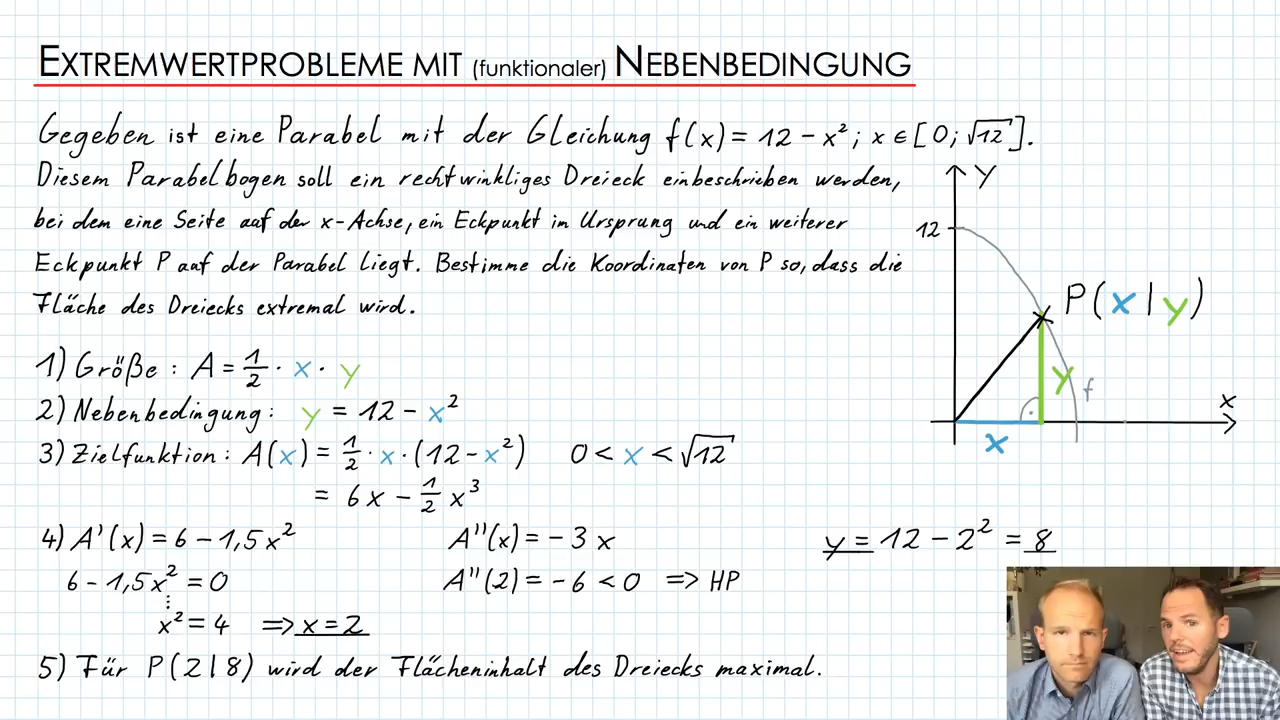 EXTREMWERTPROBLEME MIT (funktionaler) NEBENBEDINGUNG
Gegeben ist eine Parabel mit der Gleichung f(x) = 12 - x²; x ∈ [0; √12].
Diesem Parabelbogen soll ein rechtwinkliges Dreieck einbeschrieben werden,
bei dem eine Seite auf der x-Achse, ein Eckpunkt im Ursprung und ein weiterer
Eckpunkt P auf der Parabel liegt. Bestimme die Koordinaten von P so, dass die
Fläche des Dreiecks extremal wird.
y
12
P(x|y)
y
f
x
x
1) Größe: A = 1/2 · x · y
2) Nebenbedingung: y = 12 - x²
3) Zielfunktion: A(x) = 1/2 · x · (12 - x²) 0 < x < √12
= 6x - 1/2 x³
4) A'(x) = 6 - 1,5x² A''(x) = -3x y = 12 - 2² = 8
6 - 1,5x² = 0 A''(2) = -6 < 0 ⇒ HP
⋮
x² = 4 ⇒ x = 2
5) Für P(2|8) wird der Flächeninhalt des Dreiecks maximal.